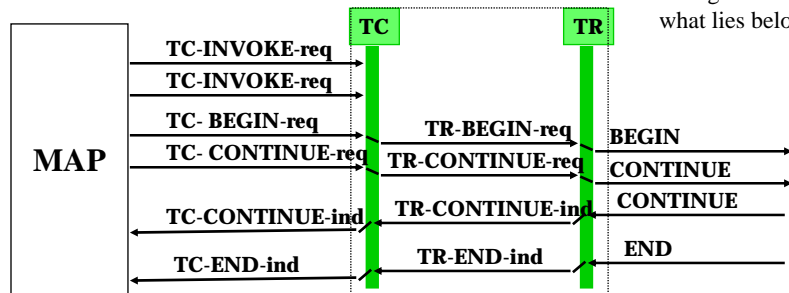 TC
TR
what lies
TC-INVOKE-req
TC-INVOKE-req
TC- BEGIN-req
TR-BEGIN-req
BEGIN
MAP
TC- CONTINUE-req
TR-CONTINUE-req
CONTINUE
TC-CONTINUE-ind
TR-CONTINUE-ind
CONTINUE
TC-END-ind
TR-END-ind
END